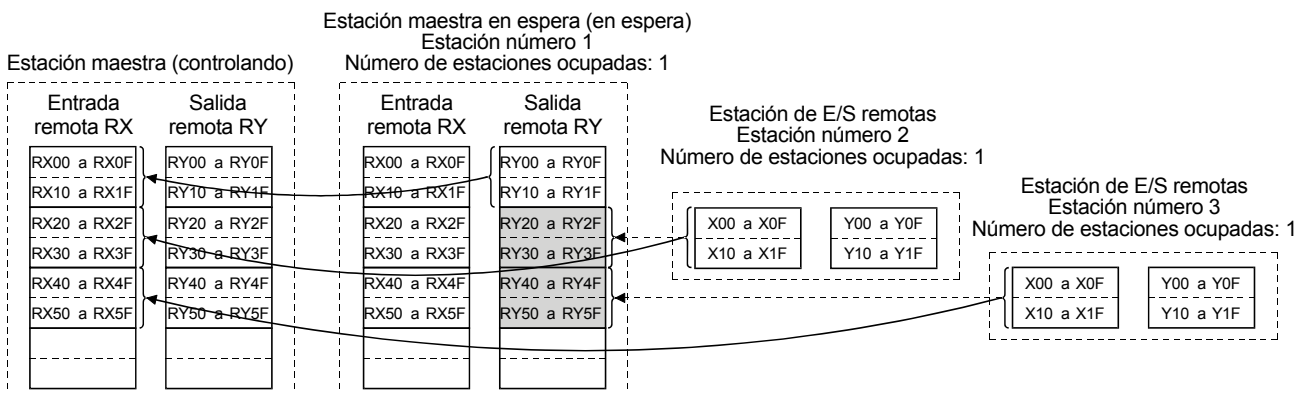 Estación maestra (controlando)
Entrada
remota RX
Salida
remota RY
RX00 a RX0F
RX10 a RX1F
RX20 a RX2F
RX30 a RX3F
RX40 a RX4F
RX50 a RX5F
RY00 a RY0F
RY10 a RY1F
RY20 a RY2F
RY30 a RY3F
RY40 a RY4F
RY50 a RY5F
Estación maestra en espera (en espera)
Estación número 1
Número de estaciones ocupadas: 1
Entrada
remota RX
Salida
remota RY
RX00 a RX0F
RX10 a RX1F
RX20 a RX2F
RX30 a RX3F
RX40 a RX4F
RX50 a RX5F
RY00 a RY0F
RY10 a RY1F
RY20 a RY2F
RY30 a RY3F
RY40 a RY4F
RY50 a RY5F
Estación de E/S remotas
Estación número 2
Número de estaciones ocupadas: 1
X00 a X0F
X10 a X1F
Y00 a Y0F
Y10 a Y1F
Estación de E/S remotas
Estación número 3
Número de estaciones ocupadas: 1
X00 a X0F
X10 a X1F
Y00 a Y0F
Y10 a Y1F